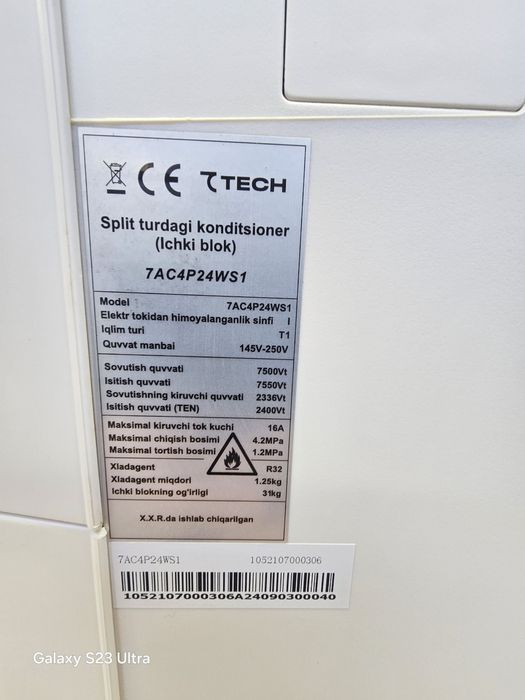 CE 7TECH
Split turdagi konditsioner
(Ichki blok)
7AC4P24WS1
Model 7AC4P24WS1
Elektr tokidan himoyalanganlik sinfi I
Iqlim turi T1
Quvvat manbai 145V-250V
Sovutish quvvati 7500Vt
Isitish quvvati 7550Vt
Sovutishning kiruvchi quvvati 2336Vt
Isitish quvvati (TEN) 2400Vt
Maksimal kiruvchi tok kuchi 16A
Maksimal chiqish bosimi 4.2MPa
Maksimal tortish bosimi 1.2MPa
Xladagent R32
Xladagent miqdori 1.25kg
Ichki blokning og'irligi 31kg
X.X.R.da ishlab chiqarilgan
7AC4P24WS1 1052107000306
1052107000306A24090300040
Galaxy S23 Ultra